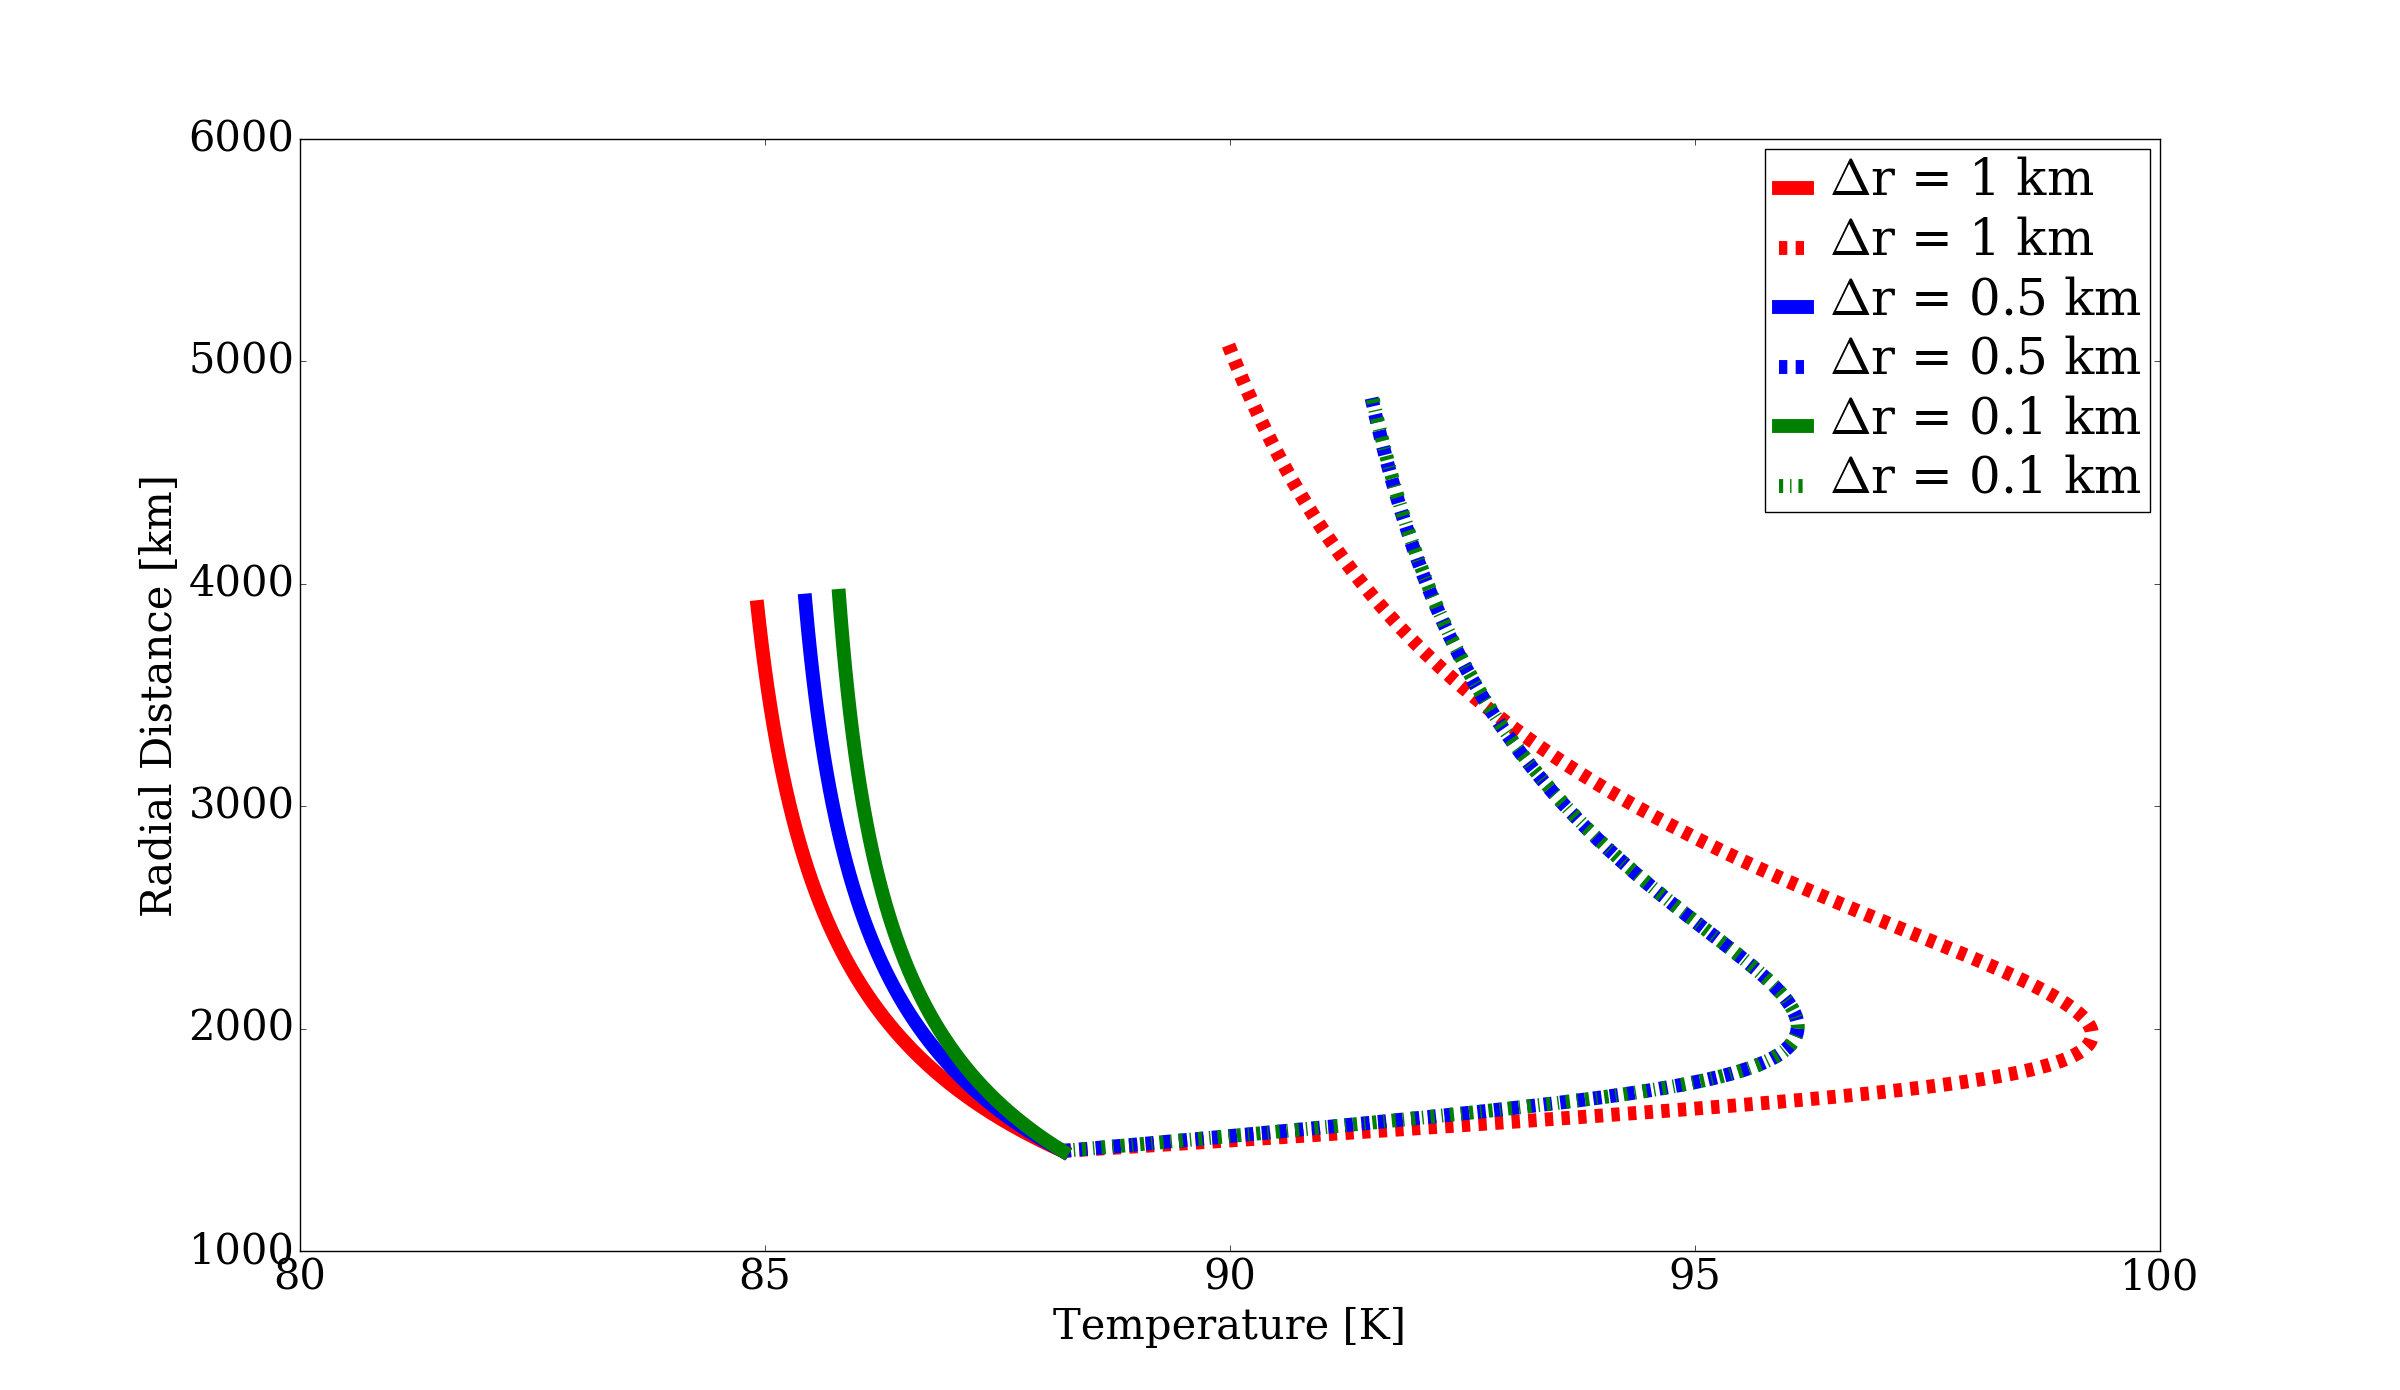 6000
5000
4000
3000
2000
1000
Radial Distance [km]
80
85
90
95
100
Temperature [K]
Δr = 1 km
Δr = 1 km
Δr = 0.5 km
Δr = 0.5 km
Δr = 0.1 km
Δr = 0.1 km